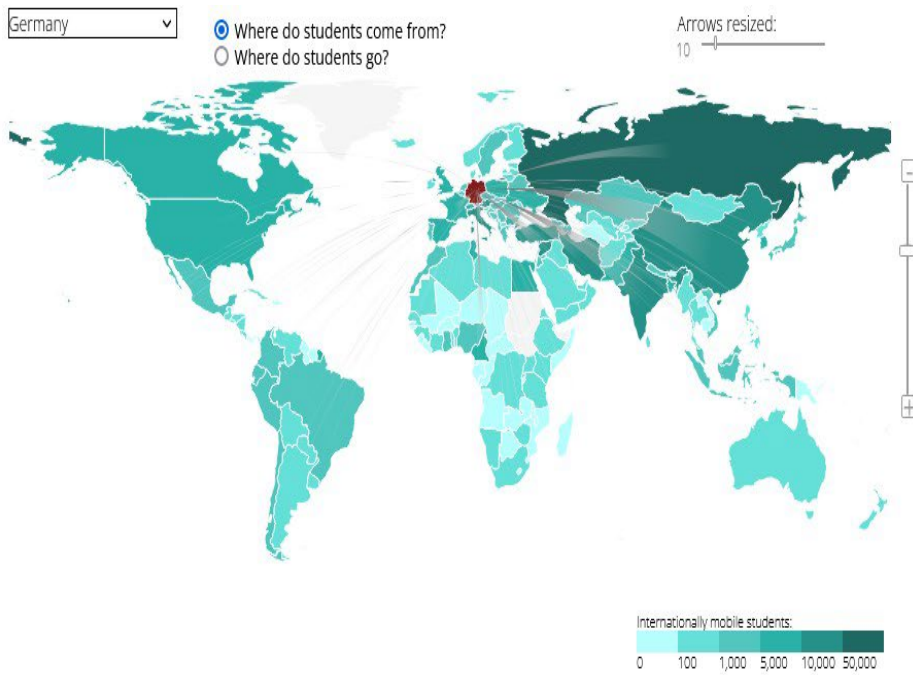 Germany
Where do students come from?
Where do students go?
Arrows resized:
10
Internationally mobile students:
0 100 1,000 5,000 10,000 50,000